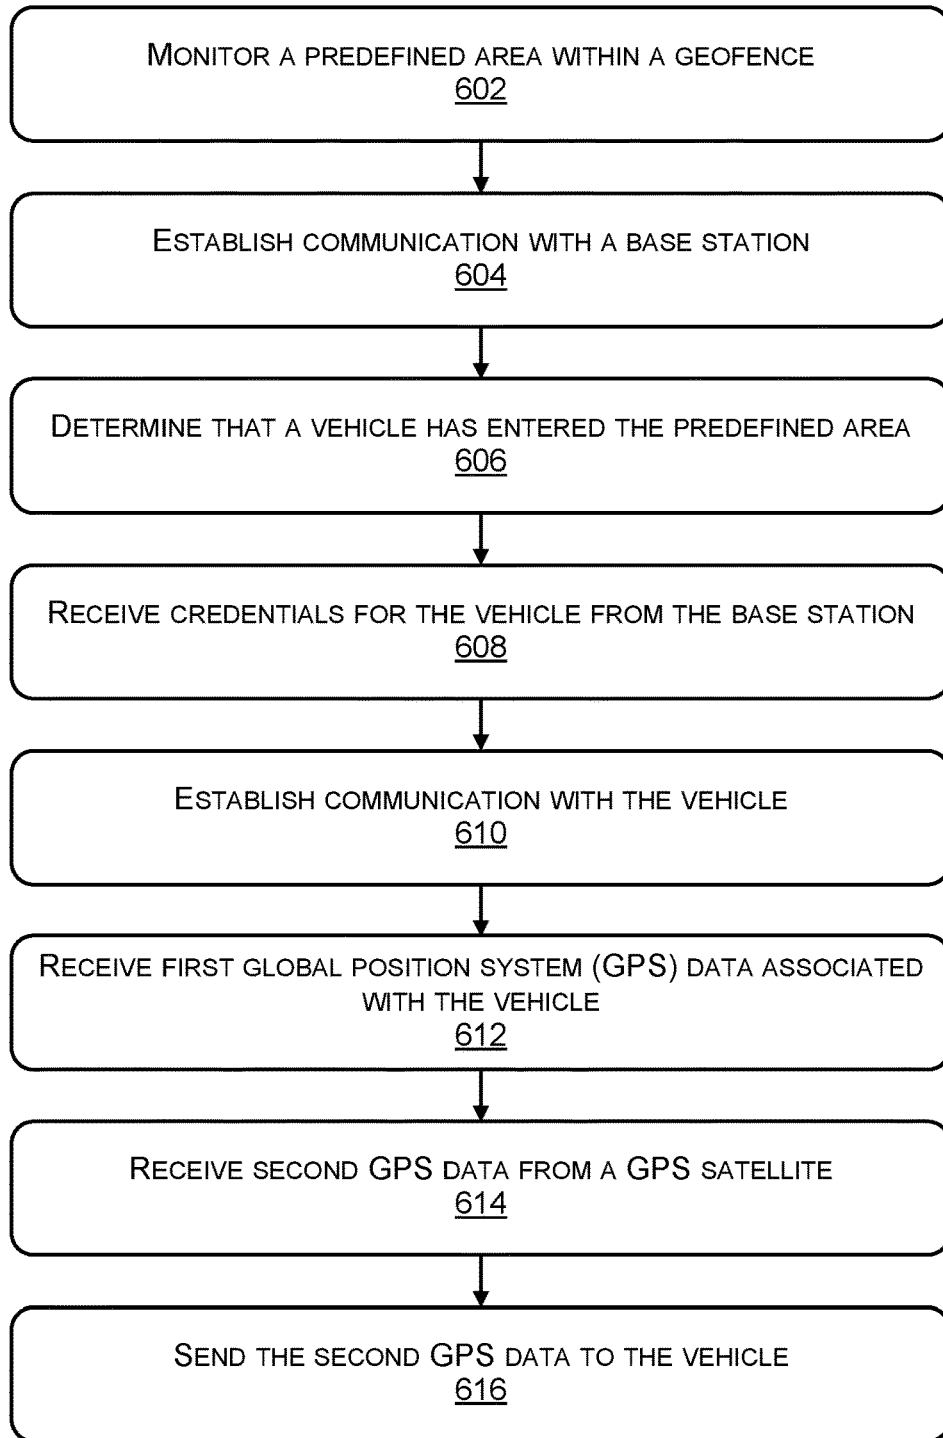 MONITOR A PREDEFINED AREA WITHIN A GEOFENCE
602
ESTABLISH COMMUNICATION WITH A BASE STATION
604
DETERMINE THAT A VEHICLE HAS ENTERED THE PREDEFINED AREA
606
RECEIVE CREDENTIALS FOR THE VEHICLE FROM THE BASE STATION
608
ESTABLISH COMMUNICATION WITH THE VEHICLE
610
RECEIVE FIRST GLOBAL POSITION SYSTEM (GPS) DATA ASSOCIATED
WITH THE VEHICLE
612
RECEIVE SECOND GPS DATA FROM A GPS SATELLITE
614
SEND THE SECOND GPS DATA TO THE VEHICLE
616